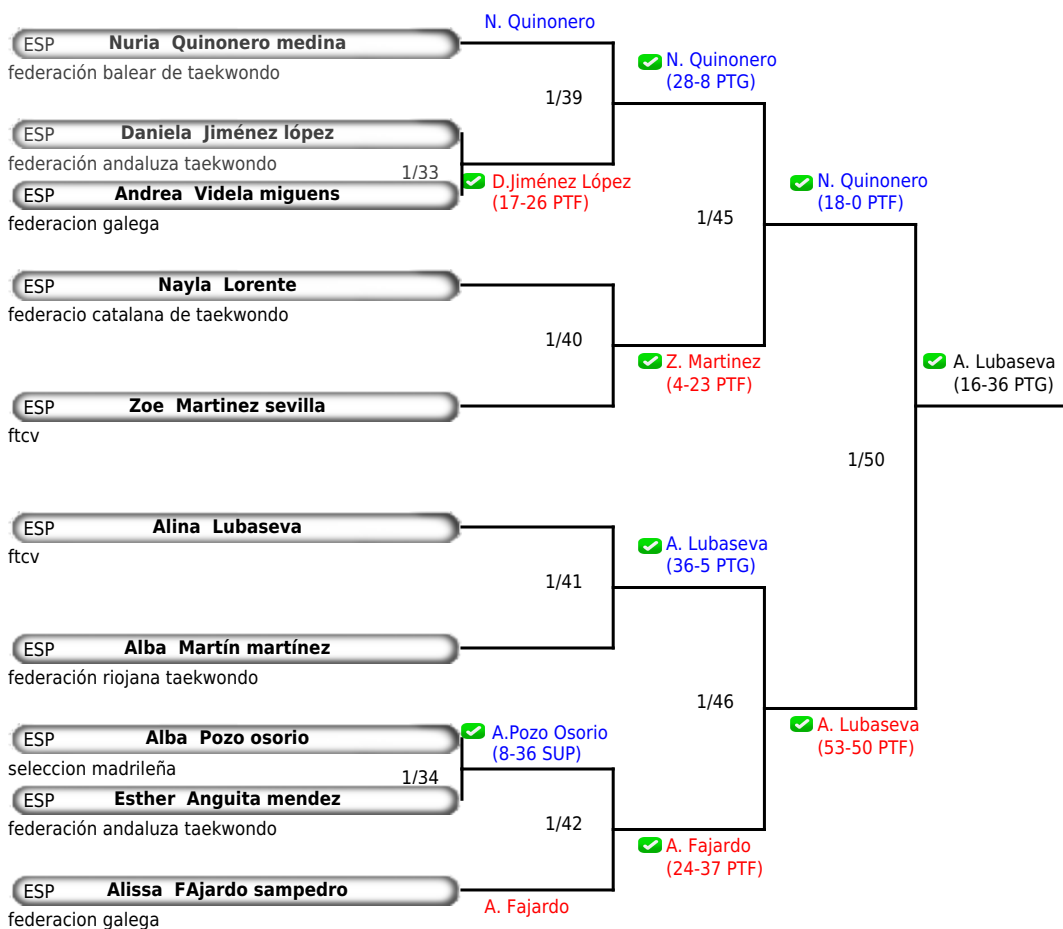 N. Quinonero
ESP Nuria Quinonero medina
federación balear de taekwondo
N. Quinonero
(28-8 PTG)
1/39
ESP Daniela Jiménez lópez
federación andaluza taekwondo
1/33
D.Jiménez López
(17-26 PTF)
ESP Andrea Videla miguens
federacion galega
N. Quinonero
(18-0 PTF)
1/45
ESP Nayla Lorente
federacio catalana de taekwondo
1/40
Z. Martinez
(4-23 PTF)
A. Lubaseva
(16-36 PTG)
ESP Zoe Martinez sevilla
ftcv
1/50
ESP Alina Lubaseva
ftcv
A. Lubaseva
(36-5 PTG)
1/41
ESP Alba Martín martínez
federación riojana taekwondo
1/46
A. Lubaseva
(53-50 PTF)
ESP Alba Pozo osorio
seleccion madrileña
A.Pozo Osorio
(8-36 SUP)
1/34
ESP Esther Anguita mendez
federación andaluza taekwondo
1/42
A. Fajardo
(24-37 PTF)
ESP Alissa FAjardo sampedro
federacion galega
A. Fajardo